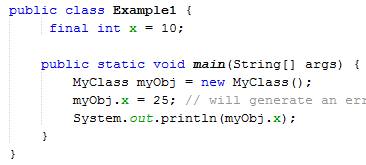 public class Example1 {
final int x = 10;
public static void main(String[] args) {
MyClass myObj = new MyClass();
myObj.x = 25; // will generate an err
System.out.println(myObj.x);
}
}